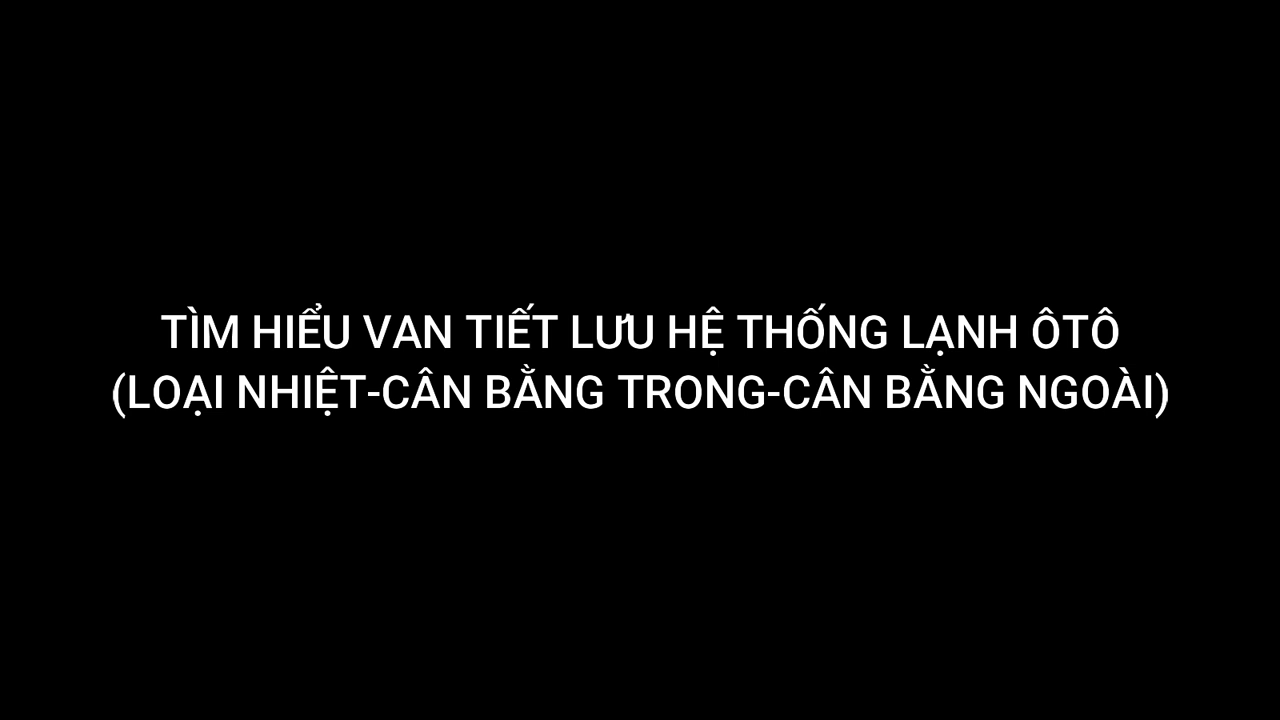 TÌM HIỂU VAN TIẾT LƯU HỆ THỐNG LẠNH ÔTÔ
(LOẠI NHIỆT-CÂN BẰNG TRONG-CÂN BẰNG NGOÀI)